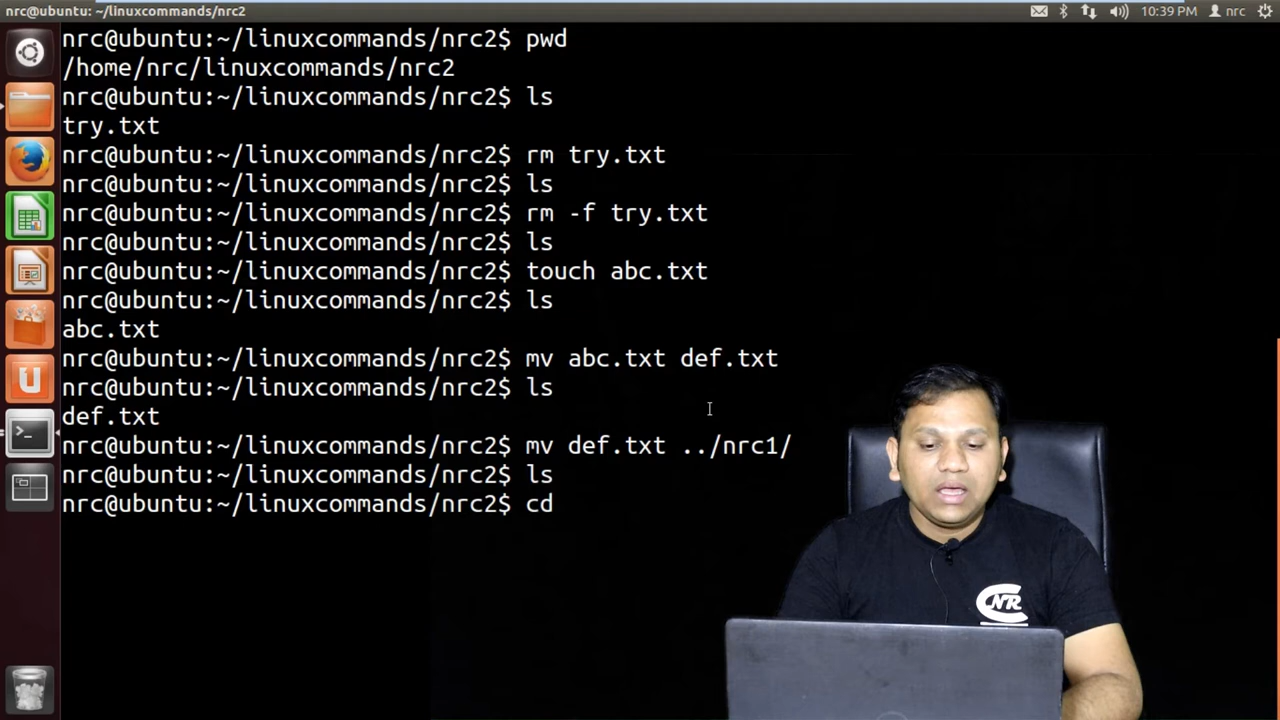 nrc@ubuntu: ~/linuxcommands/nrc2
10:39 PM
nrc
nrc@ubuntu:~/linuxcommands/nrc2$ pwd
/home/nrc/linuxcommands/nrc2
nrc@ubuntu:~/linuxcommands/nrc2$ ls
try.txt
nrc@ubuntu:~/linuxcommands/nrc2$ rm try.txt
nrc@ubuntu:~/linuxcommands/nrc2$ ls
nrc@ubuntu:~/linuxcommands/nrc2$ rm -f try.txt
nrc@ubuntu:~/linuxcommands/nrc2$ ls
nrc@ubuntu:~/linuxcommands/nrc2$ touch abc.txt
nrc@ubuntu:~/linuxcommands/nrc2$ ls
abc.txt
nrc@ubuntu:~/linuxcommands/nrc2$ mv abc.txt def.txt
nrc@ubuntu:~/linuxcommands/nrc2$ ls
def.txt
nrc@ubuntu:~/linuxcommands/nrc2$ mv def.txt ../nrc1/
nrc@ubuntu:~/linuxcommands/nrc2$ ls
nrc@ubuntu:~/linuxcommands/nrc2$ cd
CNR